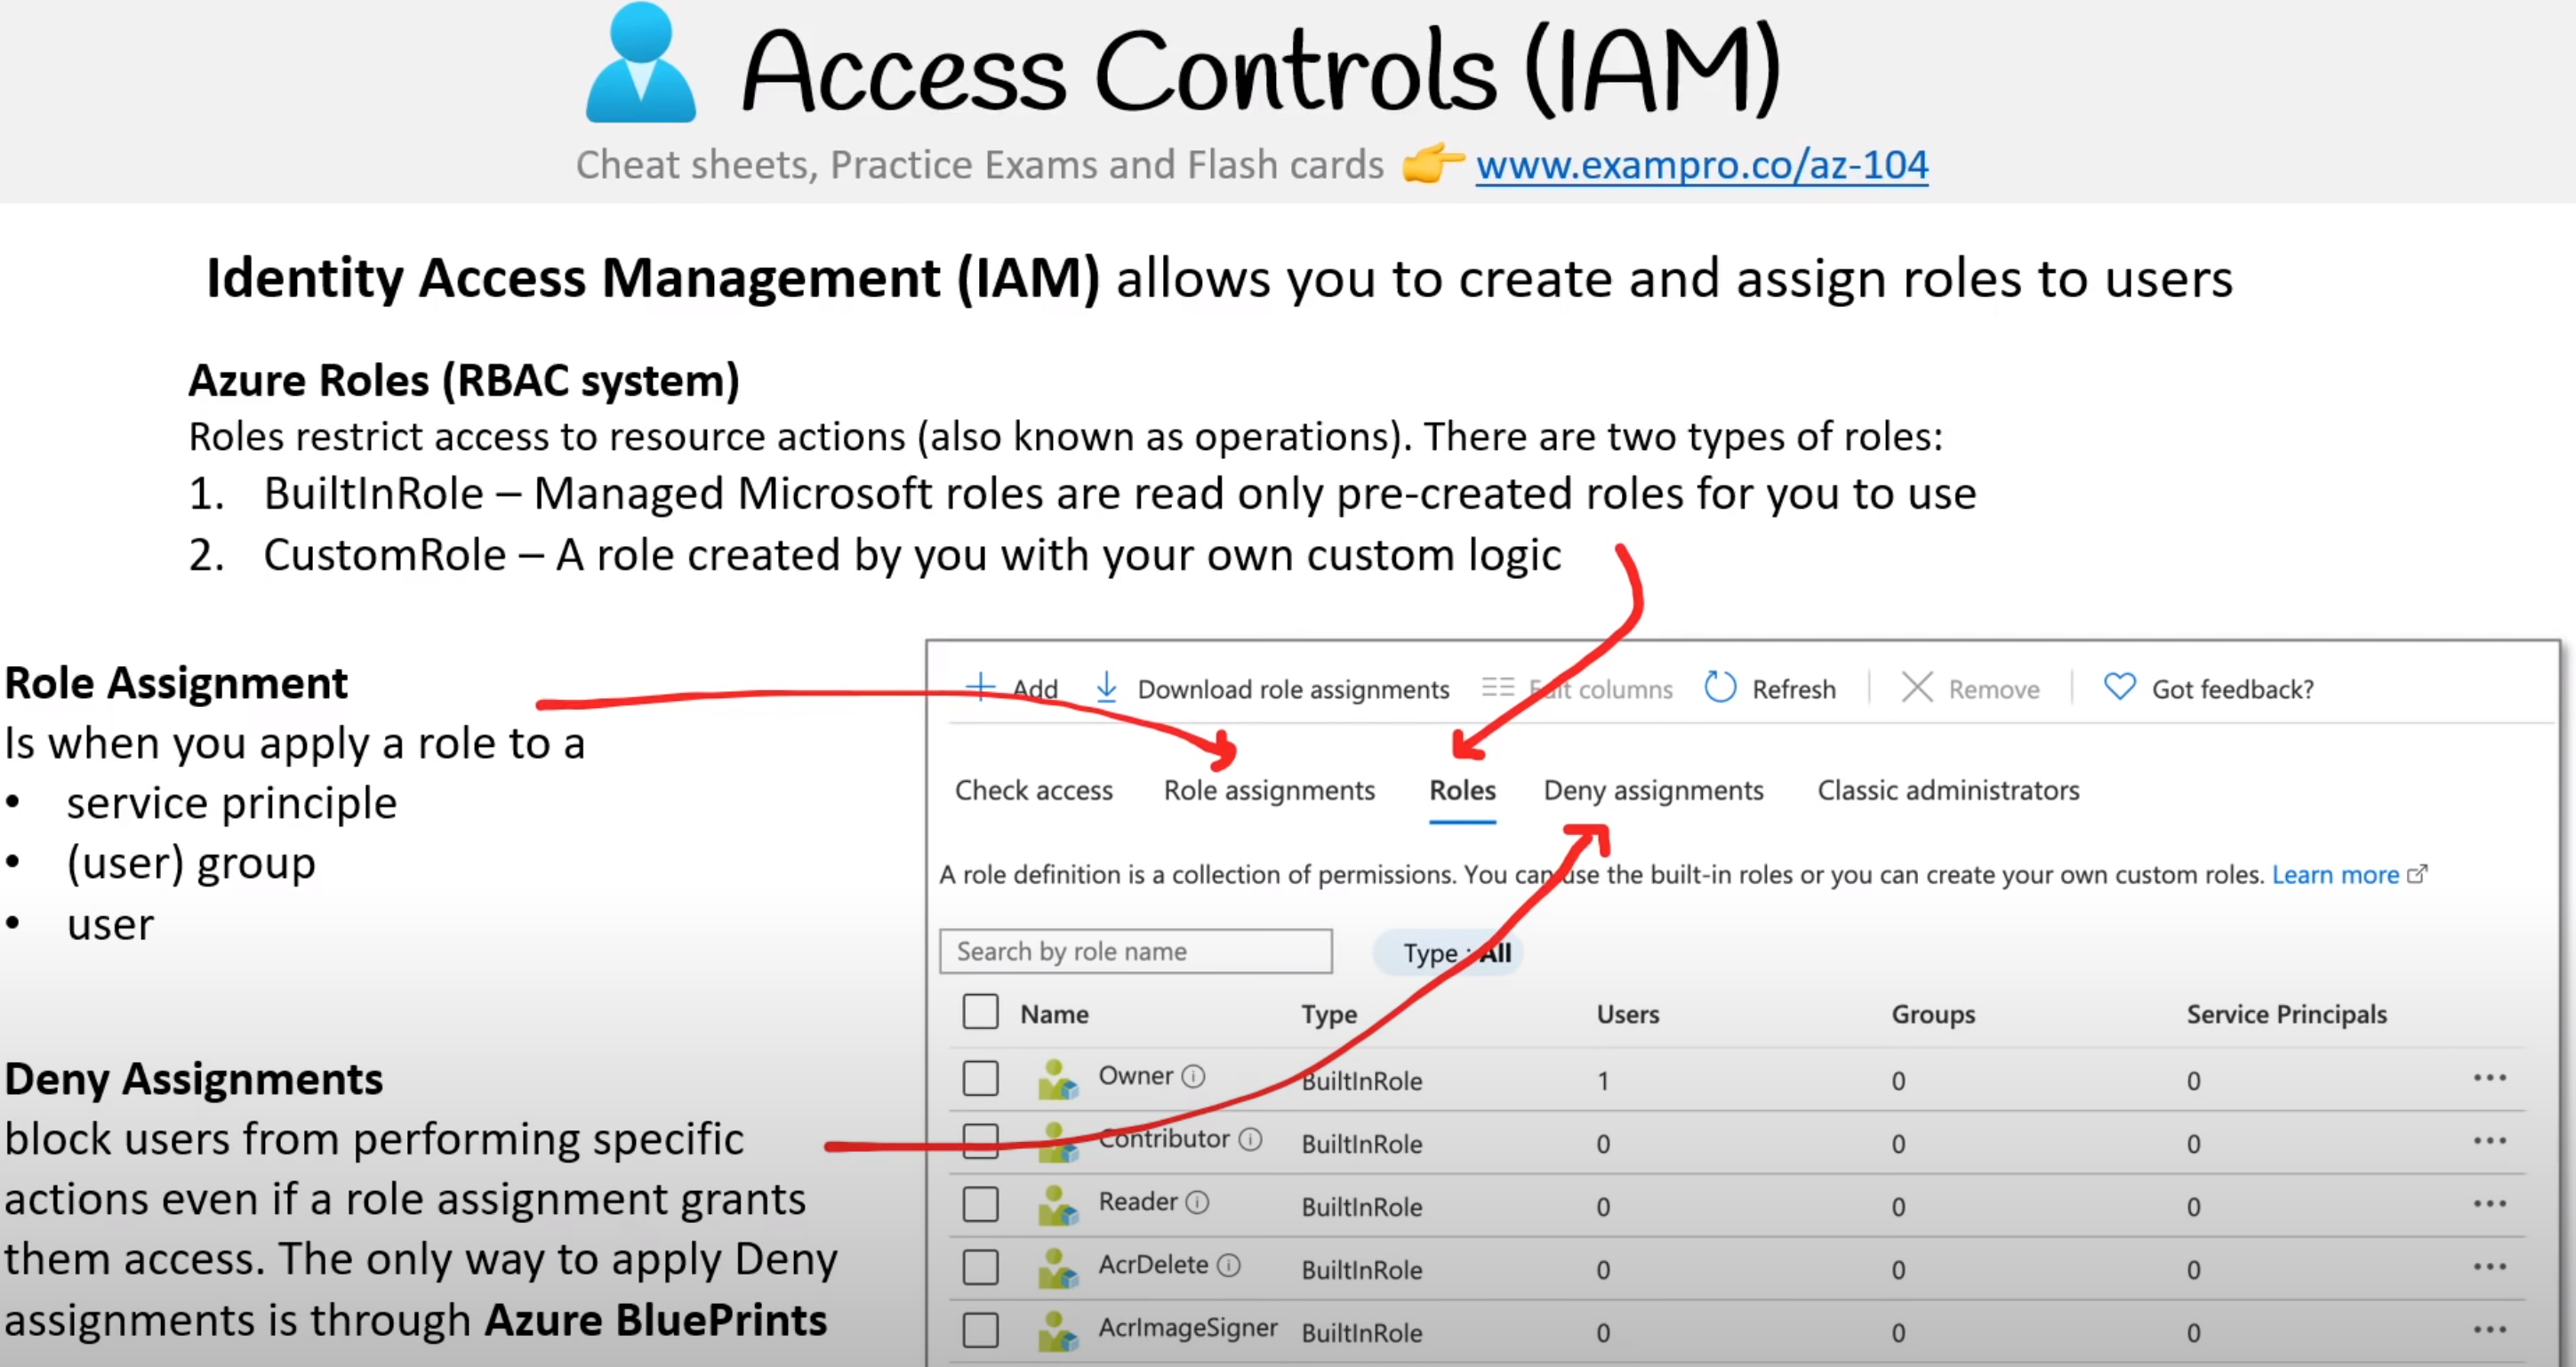 Access Controls (IAM)
Cheat sheets, Practice Exams and Flash cards 👉 www.exampro.co/az-104
Identity Access Management (IAM) allows you to create and assign roles to users
Azure Roles (RBAC system)
Roles restrict access to resource actions (also known as operations). There are two types of roles:
1. BuiltInRole – Managed Microsoft roles are read only pre-created roles for you to use
2. CustomRole – A role created by you with your own custom logic
Role Assignment
Is when you apply a role to a
• service principle
• (user) group
• user
Deny Assignments
block users from performing specific
actions even if a role assignment grants
them access. The only way to apply Deny
assignments is through Azure BluePrints
Add Download role assignments Edit columns Refresh Remove Got feedback?
Check access Role assignments Roles Deny assignments Classic administrators
A role definition is a collection of permissions. You can use the built-in roles or you can create your own custom roles. Learn more
Search by role name Type : All
Name Type Users Groups Service Principals
Owner BuiltInRole 1 0 0
Contributor BuiltInRole 0 0 0
Reader BuiltInRole 0 0 0
AcrDelete BuiltInRole 0 0 0
AcrImageSigner BuiltInRole 0 0 0